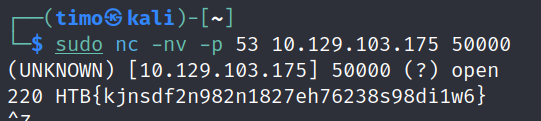 ┌──(timo㉿kali)-[~]
└─$ sudo nc -nv -p 53 10.129.103.175 50000
(UNKNOWN) [10.129.103.175] 50000 (?) open
220 HTB{kjnsdf2n982n1827eh76238s98di1w6}
^Z